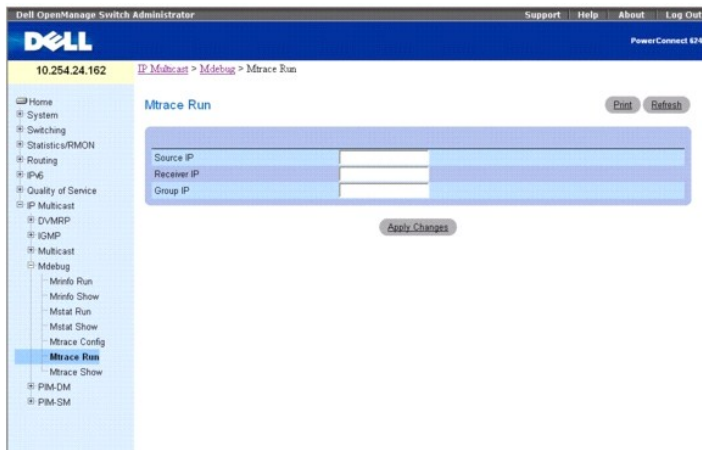 Dell OpenManage Switch Administrator
Support Help About Log Out
DELL
PowerConnect 624
10.254.24.162
IP Multicast > Mdebug > Mtrace Run
Home
System
Switching
Statistics/RMON
Routing
IPv6
Quality of Service
IP Multicast
DVMRP
IGMP
Multicast
Mdebug
Mrinfo Run
Mrinfo Show
Mstat Run
Mstat Show
Mtrace Config
Mtrace Run
Mtrace Show
PIM-DM
PIM-SM
Mtrace Run
Print Refresh
Source IP
Receiver IP
Group IP
Apply Changes